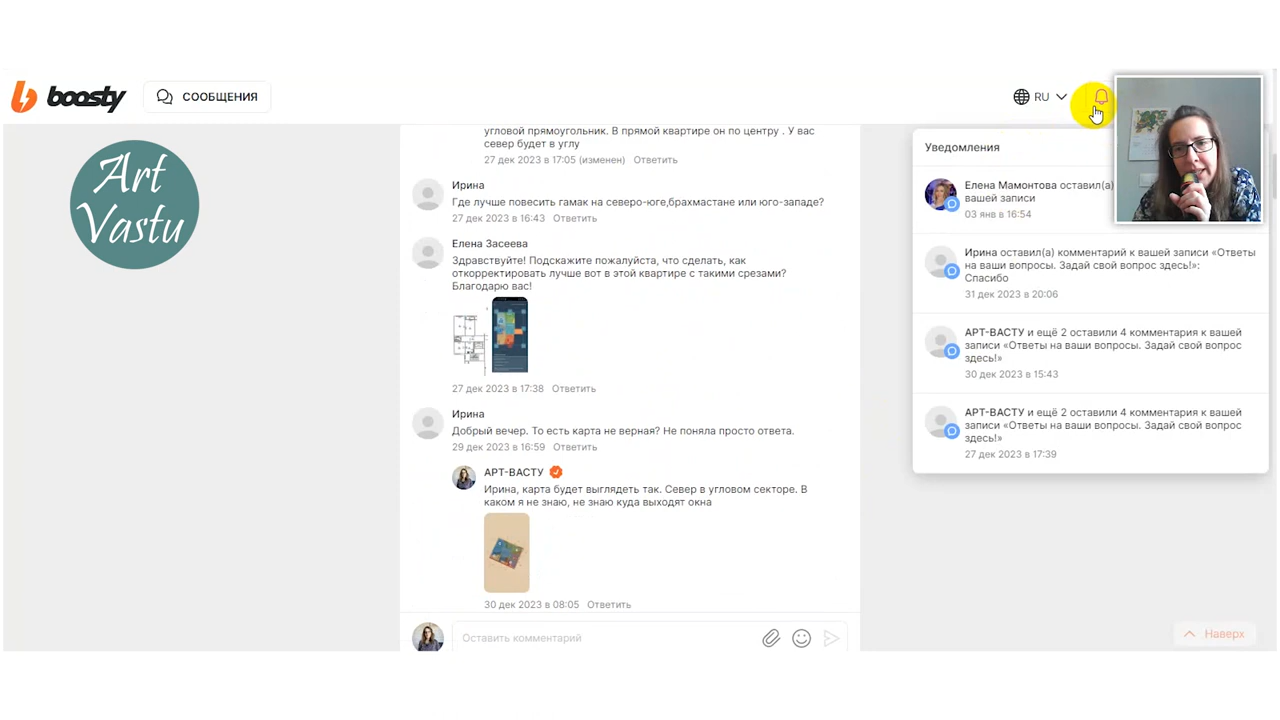 boosty
СООБЩЕНИЯ
RU
Art
Vastu
угловой прямоугольник. В прямой квартире он по центру . У вас
север будет в углу
27 дек 2023 в 17:05 (изменен) Ответить
Ирина
Где лучше повесить гамак на северо-юге,брахмастане или юго-западе?
27 дек 2023 в 16:43 Ответить
Елена Засеева
Здравствуйте! Подскажите пожалуйста, что сделать, как
откорректировать лучше вот в этой квартире с такими срезами?
Благодарю вас!
27 дек 2023 в 17:38 Ответить
Ирина
Добрый вечер. То есть карта не верная? Не поняла просто ответа.
29 дек 2023 в 16:59 Ответить
АРТ-ВАСТУ
Ирина, карта будет выглядеть так. Север в угловом секторе. В
каком я не знаю, не знаю куда выходят окна
30 дек 2023 в 08:05 Ответить
Оставить комментарий
Уведомления
Елена Мамонтова оставил(а)
вашей записи
03 янв в 16:54
Ирина оставил(а) комментарий к вашей записи «Ответы
на ваши вопросы. Задай свой вопрос здесь!»:
Спасибо
31 дек 2023 в 20:06
АРТ-ВАСТУ и ещё 2 оставили 4 комментария к вашей
записи «Ответы на ваши вопросы. Задай свой вопрос
здесь!»
30 дек 2023 в 15:43
АРТ-ВАСТУ и ещё 2 оставили 4 комментария к вашей
записи «Ответы на ваши вопросы. Задай свой вопрос
здесь!»
27 дек 2023 в 17:39
Наверх